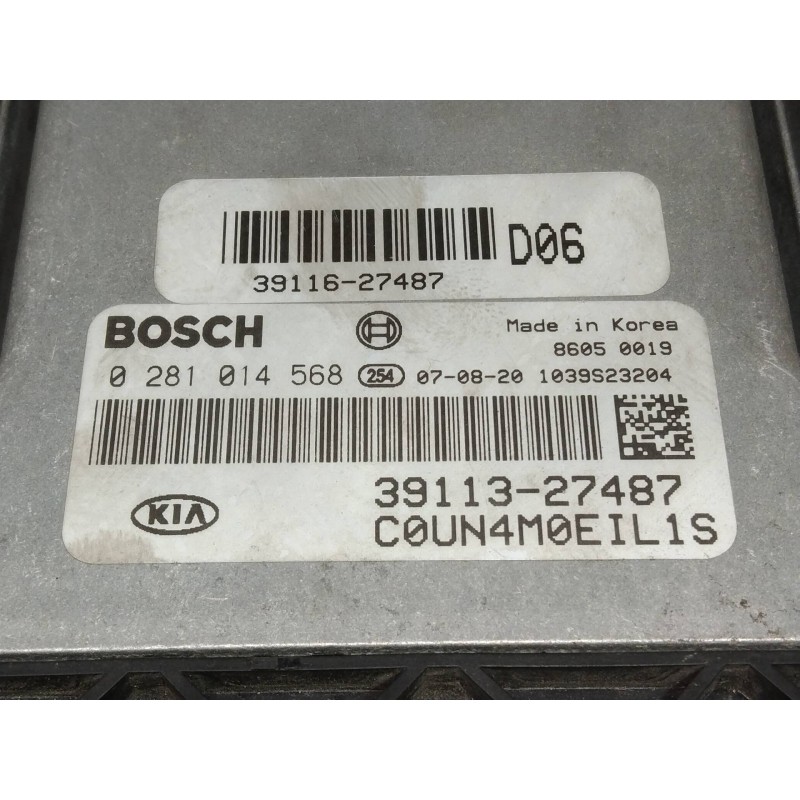 D06
39116-27487
BOSCH
Made in Korea
8605 0019
0 281 014 568 254 07-08-20 1039S23204
39113-27487
KIA
C0UN4M0EIL1S